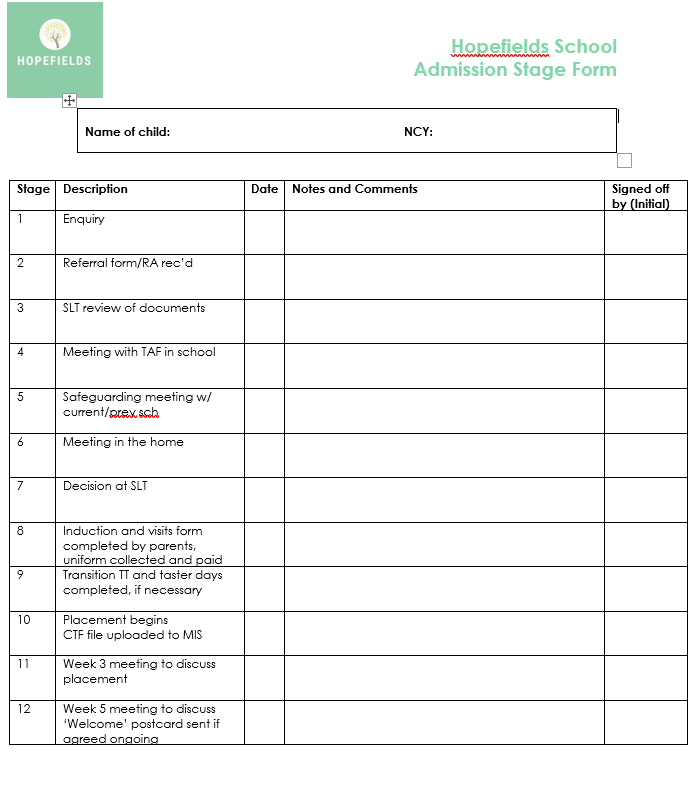 HOPEFIELDS
Hopefields School
Admission Stage Form
Name of child: NCY:
Stage Description Date Notes and Comments Signed off
by (Initial)
1 Enquiry
2 Referral form/RA rec’d
3 SLT review of documents
4 Meeting with TAF in school
5 Safeguarding meeting w/
current/prev sch
6 Meeting in the home
7 Decision at SLT
8 Induction and visits form
completed by parents,
uniform collected and paid
9 Transition TT and taster days
completed, if necessary
10 Placement begins
CTF file uploaded to MIS
11 Week 3 meeting to discuss
placement
12 Week 5 meeting to discuss
‘Welcome’ postcard sent if
agreed ongoing